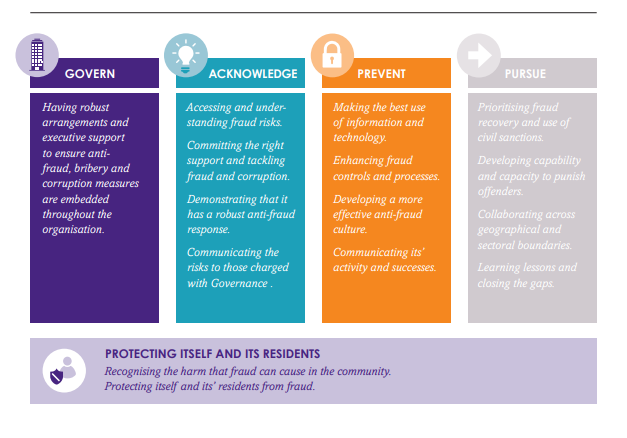 GOVERN
Having robust
arrangements and
executive support
to ensure anti-
fraud, bribery and
corruption measures
are embedded
throughout the
organisation.
ACKNOWLEDGE
Accessing and under-
standing fraud risks.
Committing the right
support and tackling
fraud and corruption.
Demonstrating that it
has a robust anti-fraud
response.
Communicating the
risks to those charged
with Governance .
PREVENT
Making the best use
of information and
technology.
Enhancing fraud
controls and processes.
Developing a more
effective anti-fraud
culture.
Communicating its'
activity and successes.
PURSUE
Prioritising fraud
recovery and use of
civil sanctions.
Developing capability
and capacity to punish
offenders.
Collaborating across
geographical and
sectoral boundaries.
Learning lessons and
closing the gaps.
PROTECTING ITSELF AND ITS RESIDENTS
Recognising the harm that fraud can cause in the community.
Protecting itself and its' residents from fraud.